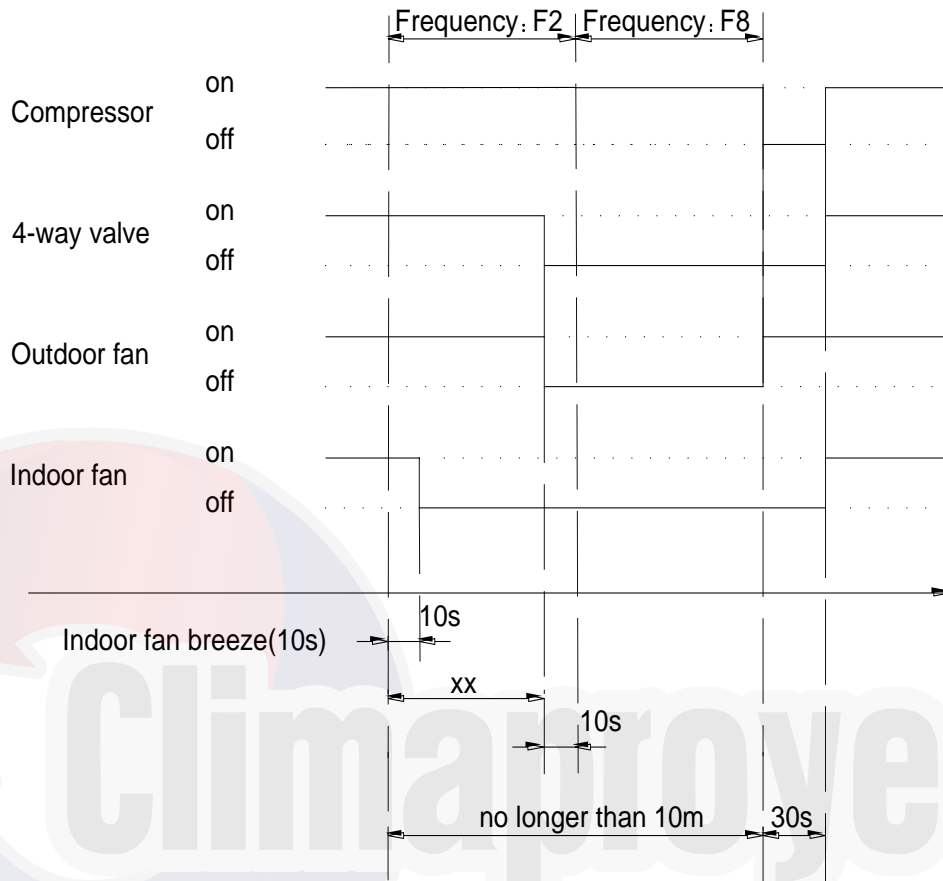 Frequency: F2 Frequency: F8
on
Compressor
off
on
4-way valve
off
on
Outdoor fan
off
on
Indoor fan
off
10s
Indoor fan breeze(10s)
xx
10s
no longer than 10m 30s
Climaproye